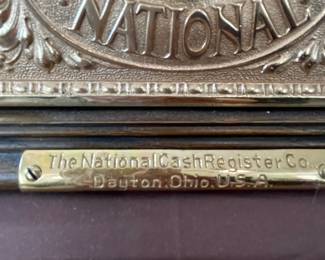 NATIONAL
The National Cash Register Co.
Dayton. Ohio. U.S.A.